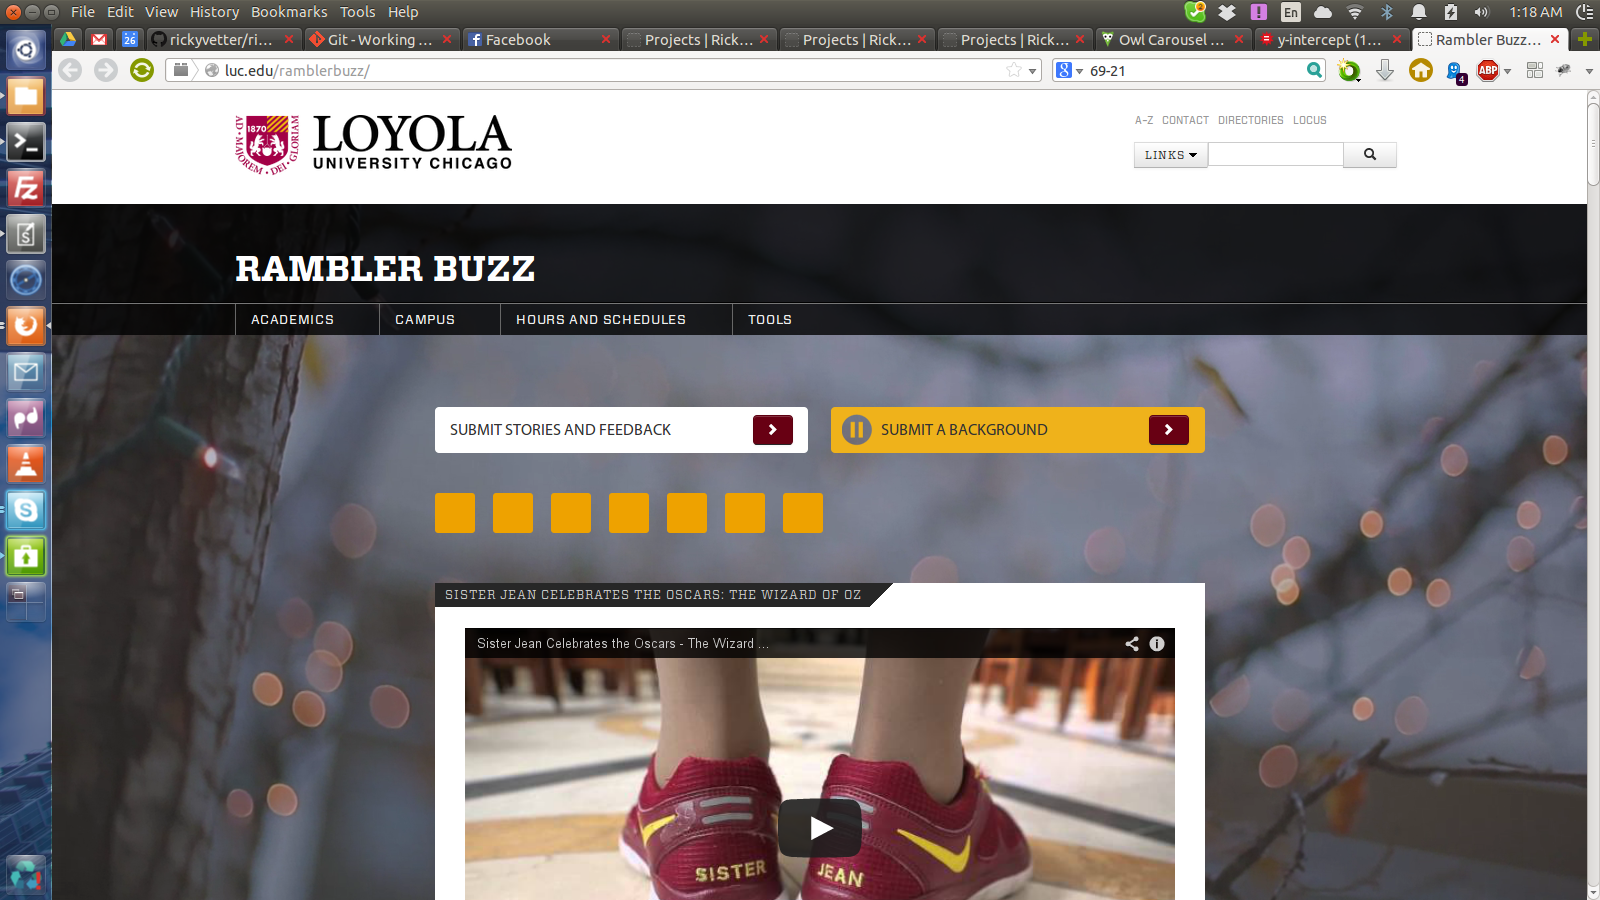 File Edit View History Bookmarks Tools Help
2
En
1:18 AM
26
rickyvetter/ri...
Git - Working ...
Facebook
Projects | Rick...
Projects | Rick...
Projects | Rick...
Owl Carousel ...
y-intercept (1...
Rambler Buzz...
luc.edu/ramblerbuzz/
8
69-21
4
ABP
1870
AD • MAJOREM • DEI • GLORIAM
LOYOLA
UNIVERSITY CHICAGO
A-Z CONTACT DIRECTORIES LOCUS
LINKS
RAMBLER BUZZ
ACADEMICS
CAMPUS
HOURS AND SCHEDULES
TOOLS
SUBMIT STORIES AND FEEDBACK
SUBMIT A BACKGROUND
SISTER JEAN CELEBRATES THE OSCARS: THE WIZARD OF OZ
Sister Jean Celebrates the Oscars - The Wizard ...
SISTER
JEAN